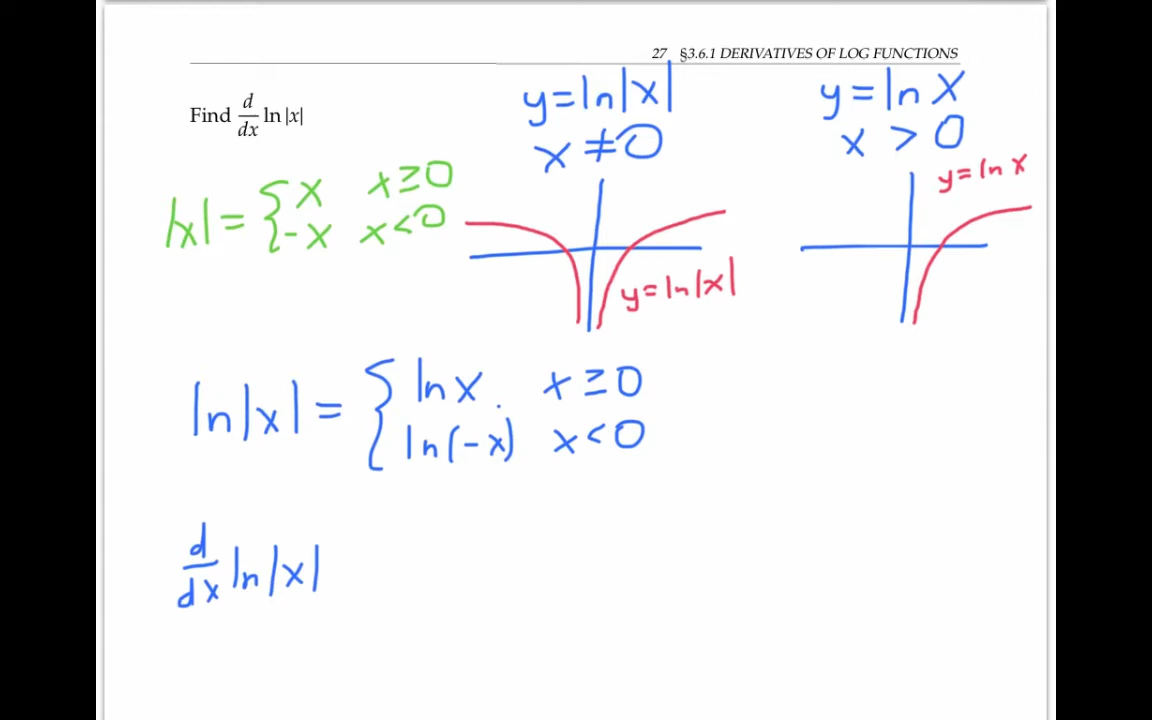 27 §3.6.1 DERIVATIVES OF LOG FUNCTIONS
Find d/dx ln |x|
y=ln|x|
x ≠ 0
y=ln x
x > 0
|x| = { x x≥0
-x x<0
y=ln|x|
y=ln x
ln|x| = { ln x x≥0
ln(-x) x<0
d/dx ln|x|